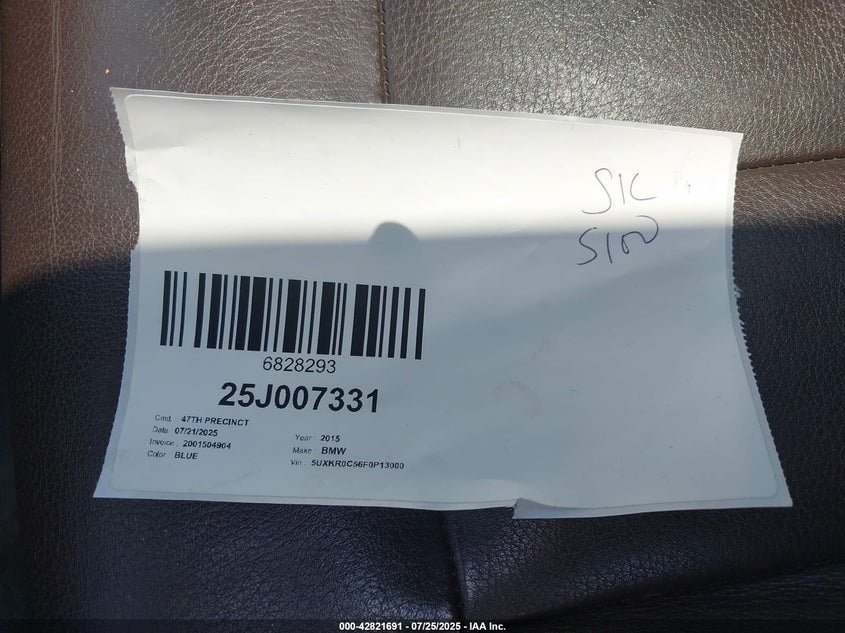 SIC
S100
6828293
25J007331
Cmd. : 47TH PRECINCT
Date : 07/21/2025
Invoice : 2001504904
Color : BLUE
Year : 2015
Make : BMW
Vin : 5UXKR0C56F0P13000
000-42821691 - 07/25/2025 - IAA Inc.